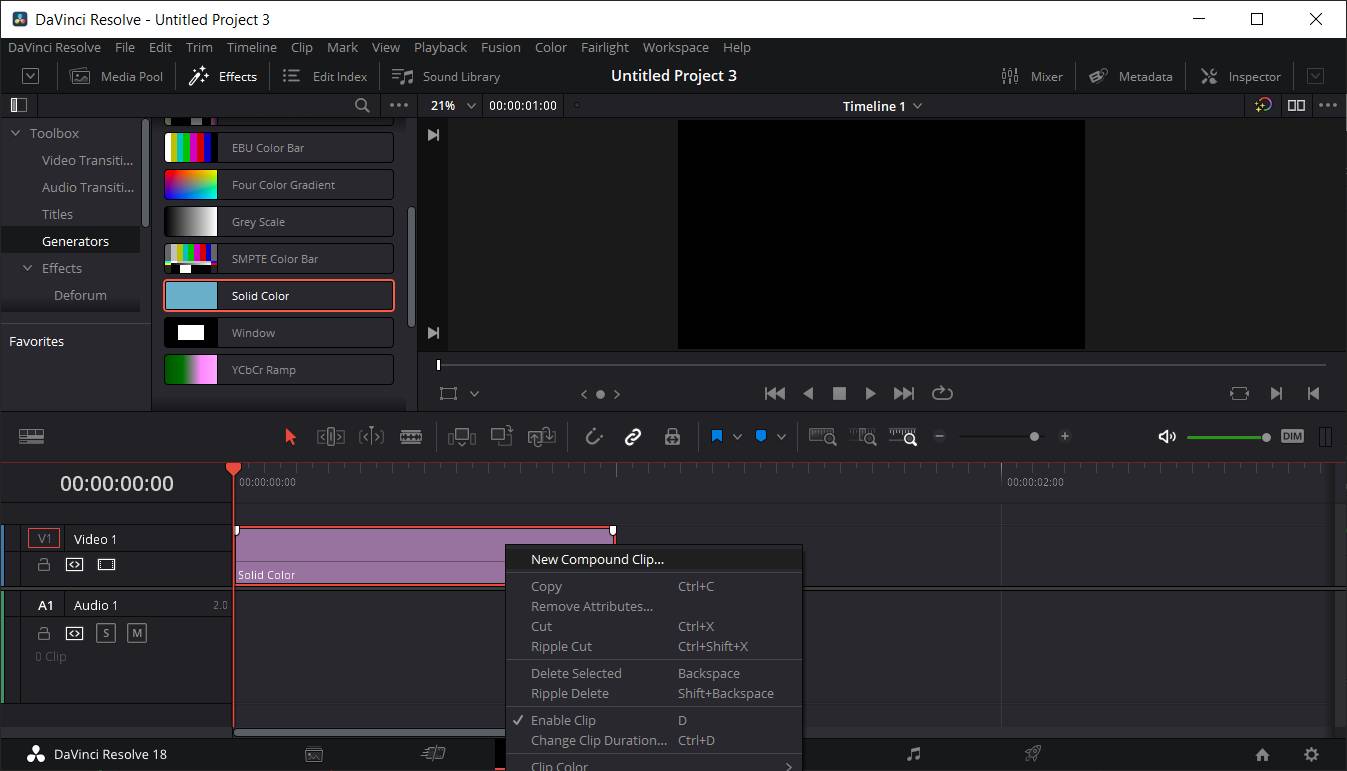 DaVinci Resolve - Untitled Project 3
DaVinci Resolve File Edit Trim Timeline Clip Mark View Playback Fusion Color Fairlight Workspace Help
Media Pool Effects Edit Index Sound Library Untitled Project 3 Mixer Metadata Inspector
21% 00:00:01:00 Timeline 1
Toolbox
Video Transiti...
Audio Transiti...
Titles
Generators
Effects
Deforum
Favorites
EBU Color Bar
Four Color Gradient
Grey Scale
SMPTE Color Bar
Solid Color
Window
YCbCr Ramp
DIM
00:00:00:00
00:00:00:00 00:00:02:00
V1 Video 1
Solid Color
A1 Audio 1 2.0
S M
0 Clip
New Compound Clip...
Copy Ctrl+C
Remove Attributes...
Cut Ctrl+X
Ripple Cut Ctrl+Shift+X
Delete Selected Backspace
Ripple Delete Shift+Backspace
Enable Clip D
Change Clip Duration... Ctrl+D
Clip Color
DaVinci Resolve 18